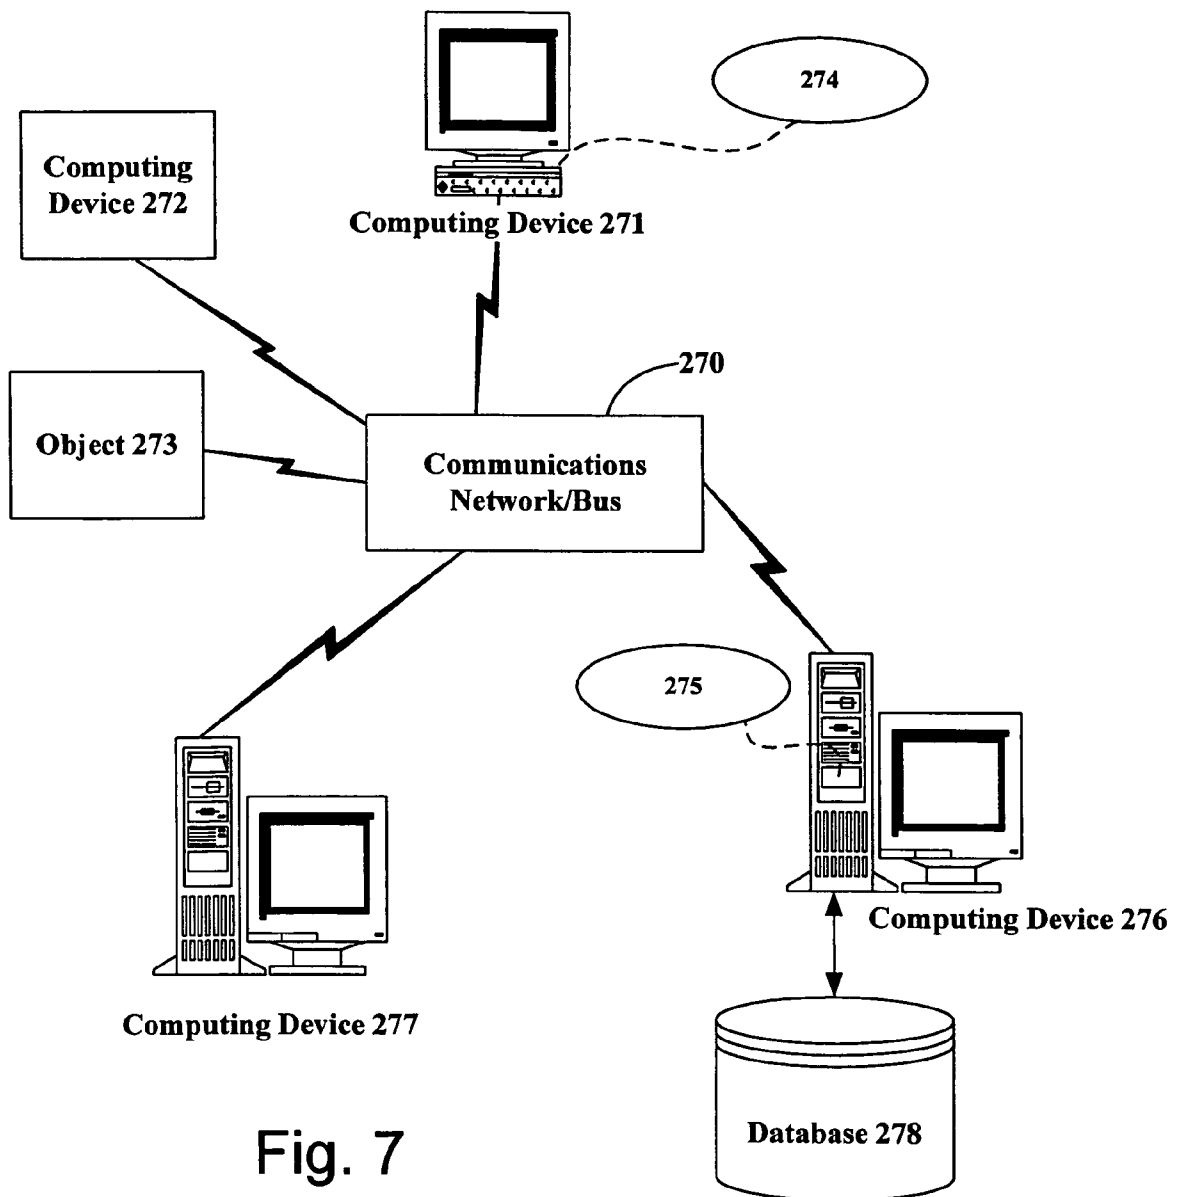 274
Computing
Device 272
Computing Device 271
270
Object 273
Communications
Network/Bus
275
Computing Device 276
Computing Device 277
Database 278
Fig. 7